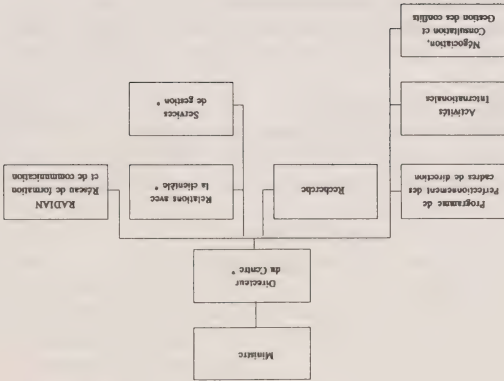 Ministre
Directeur
du Centre *
Programme de
Perfectionnement des
cadres de direction
Recherche
Relations avec
la clientèle *
RADIAN
Réseau de formation
et de communication
Activités
Internationales
Services
de gestion *
Négociation,
Consultation et
Gestion des conflits